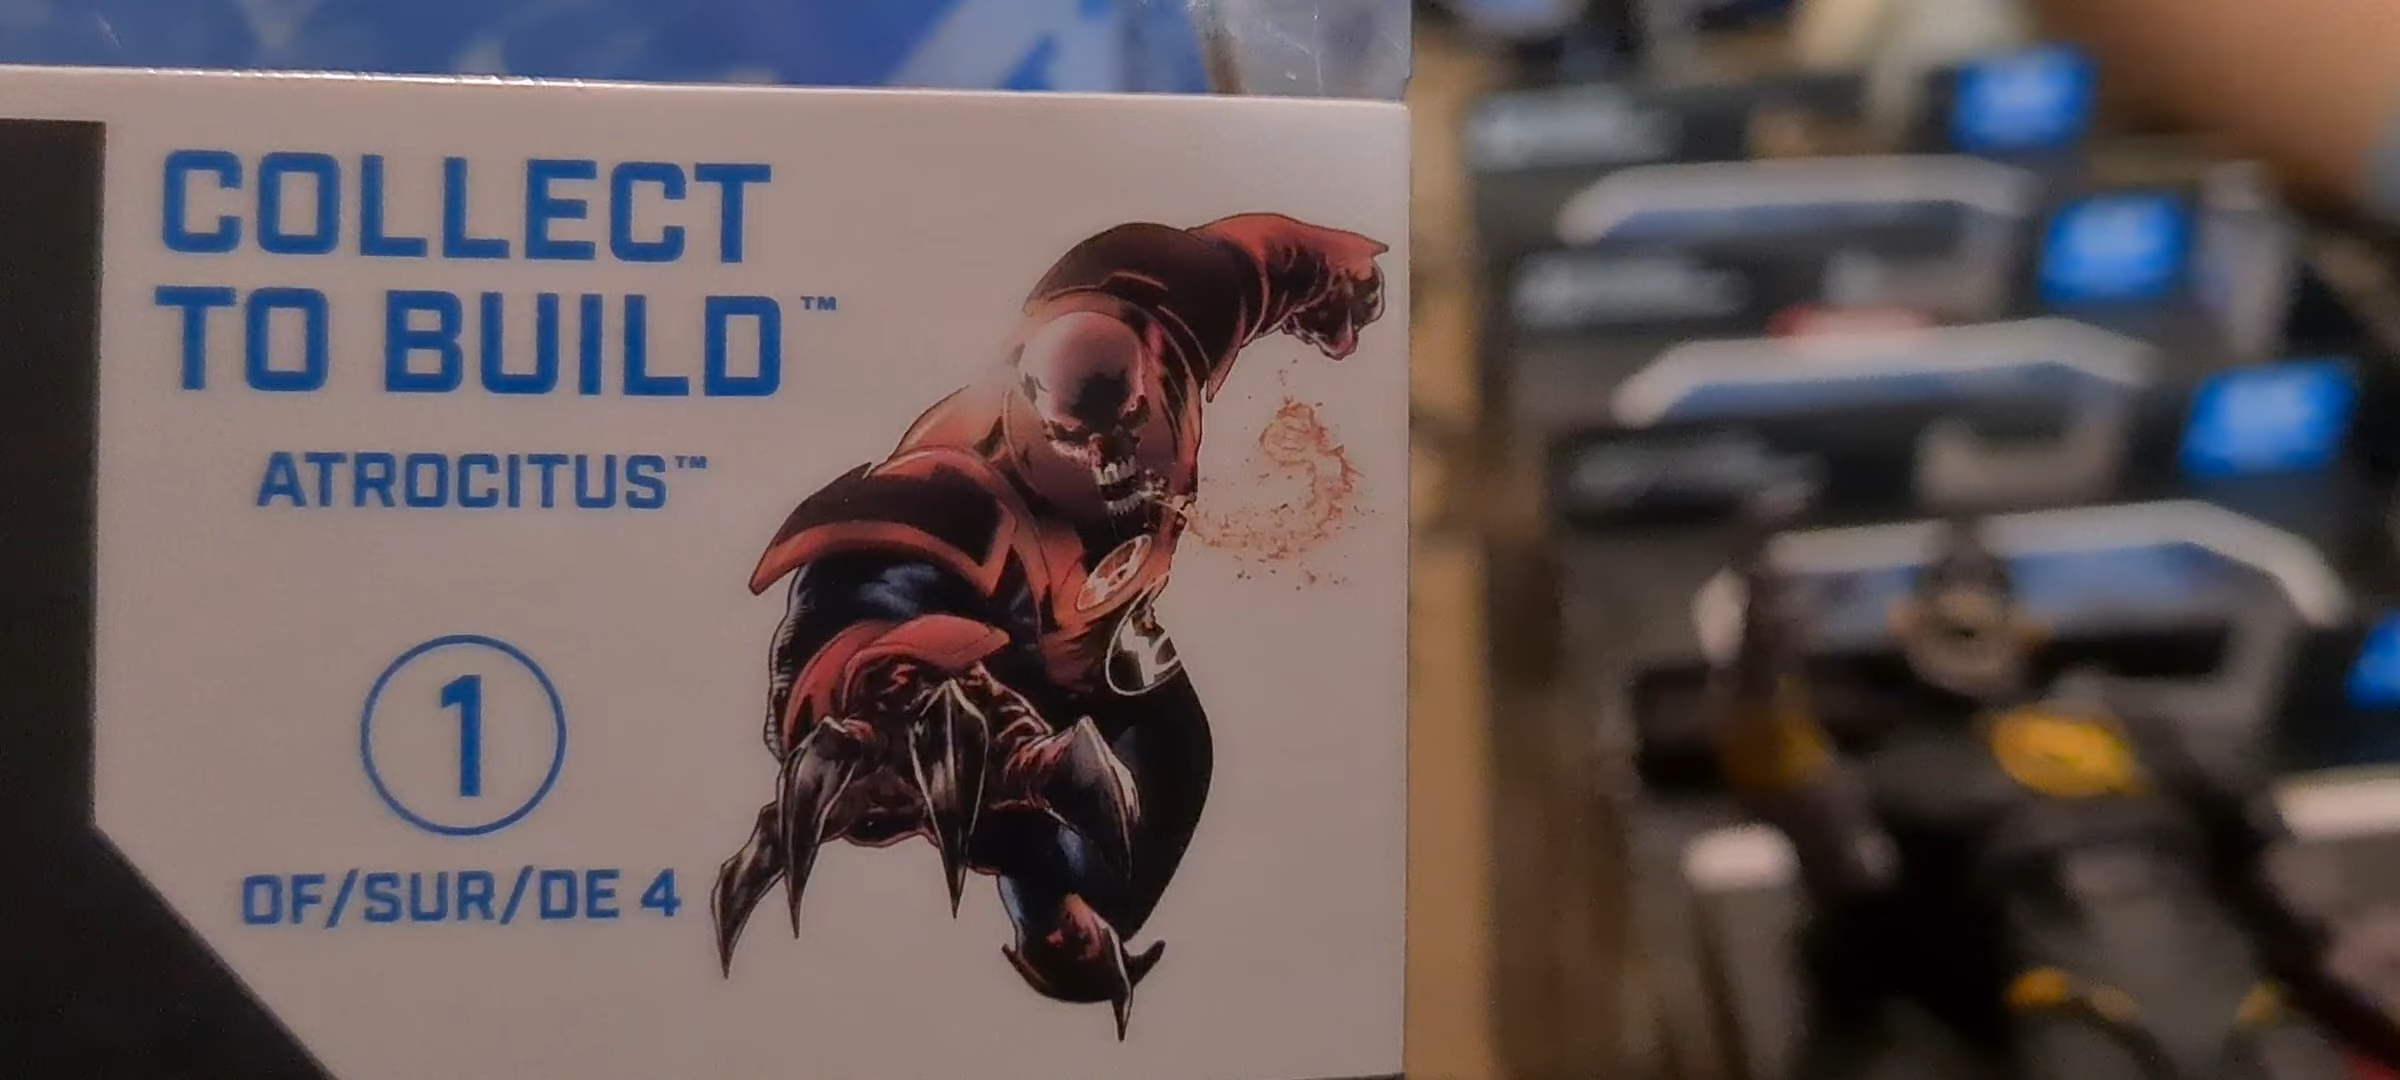 COLLECT
TO BUILD™
ATROCITUS™
1
OF/SUR/DE 4